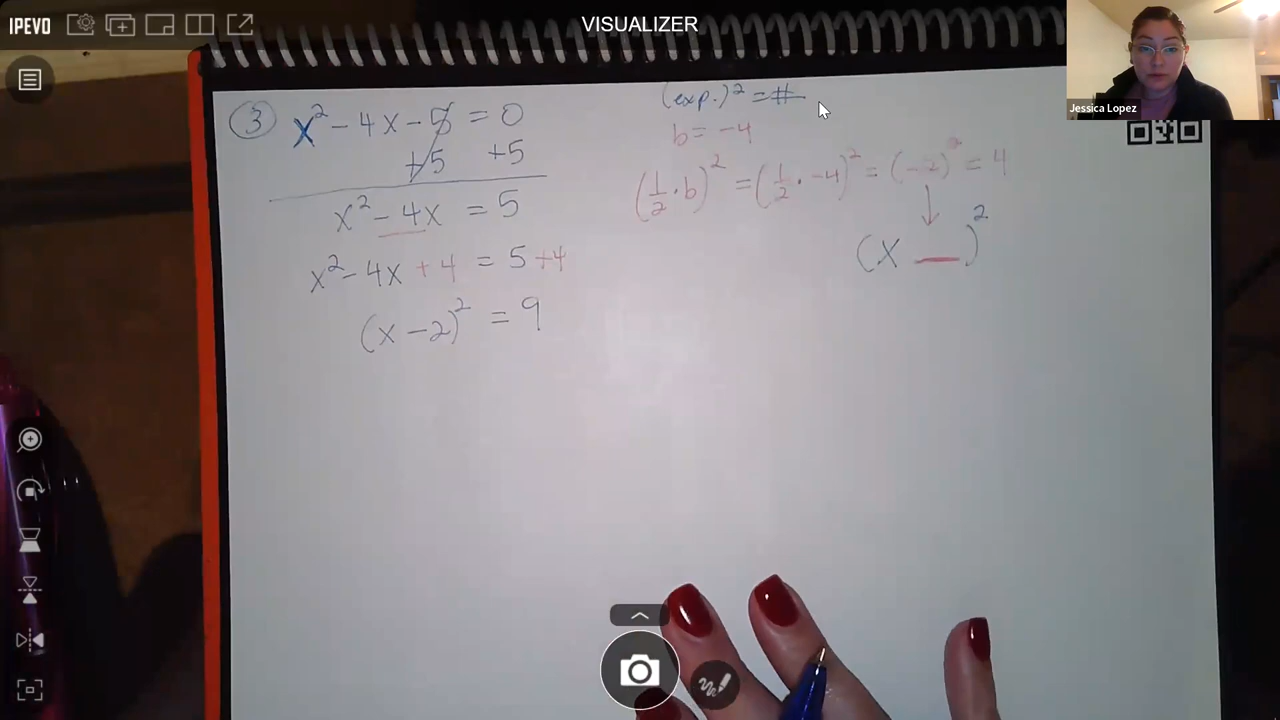 IPEVO
VISUALIZER
Jessica Lopez
③ x² - 4x - 5 = 0
+5 +5
x² - 4x = 5
x² - 4x + 4 = 5 + 4
(x - 2)² = 9
(exp.)² = #
b = -4
(1/2 · b)² = (1/2 · -4)² = (-2)² = 4
(x __)²